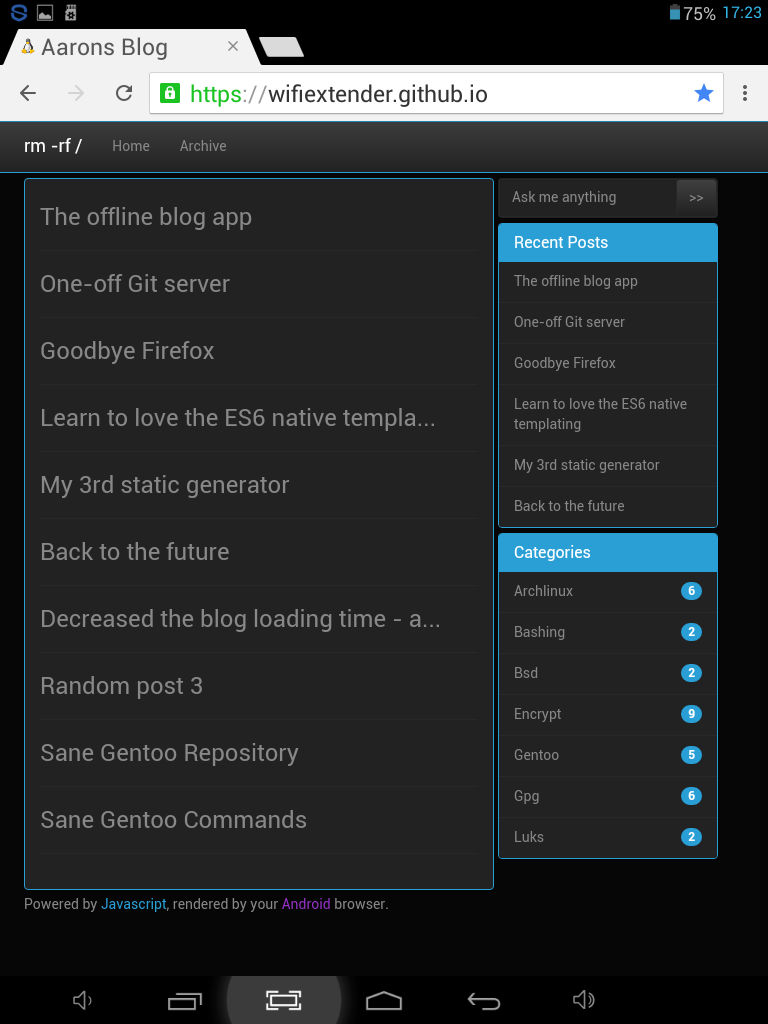 75% 17:23
Aarons Blog
https://wifiextender.github.io
rm -rf / Home Archive
The offline blog app
One-off Git server
Goodbye Firefox
Learn to love the ES6 native templa...
My 3rd static generator
Back to the future
Decreased the blog loading time - a...
Random post 3
Sane Gentoo Repository
Sane Gentoo Commands
Ask me anything >>
Recent Posts
The offline blog app
One-off Git server
Goodbye Firefox
Learn to love the ES6 native
templating
My 3rd static generator
Back to the future
Categories
Archlinux 6
Bashing 2
Bsd 2
Encrypt 9
Gentoo 5
Gpg 6
Luks 2
Powered by Javascript, rendered by your Android browser.